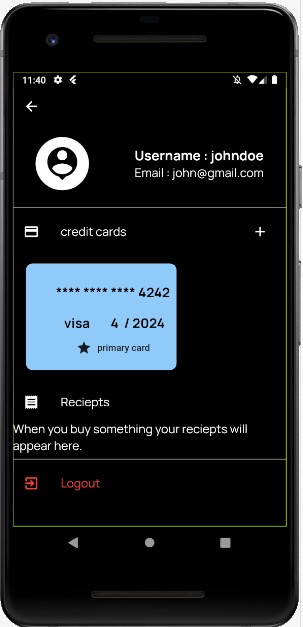 11:40
Username : johndoe
Email : john@gmail.com
credit cards
**** **** **** 4242
visa 4 / 2024
primary card
Reciepts
When you buy something your reciepts will
appear here.
Logout